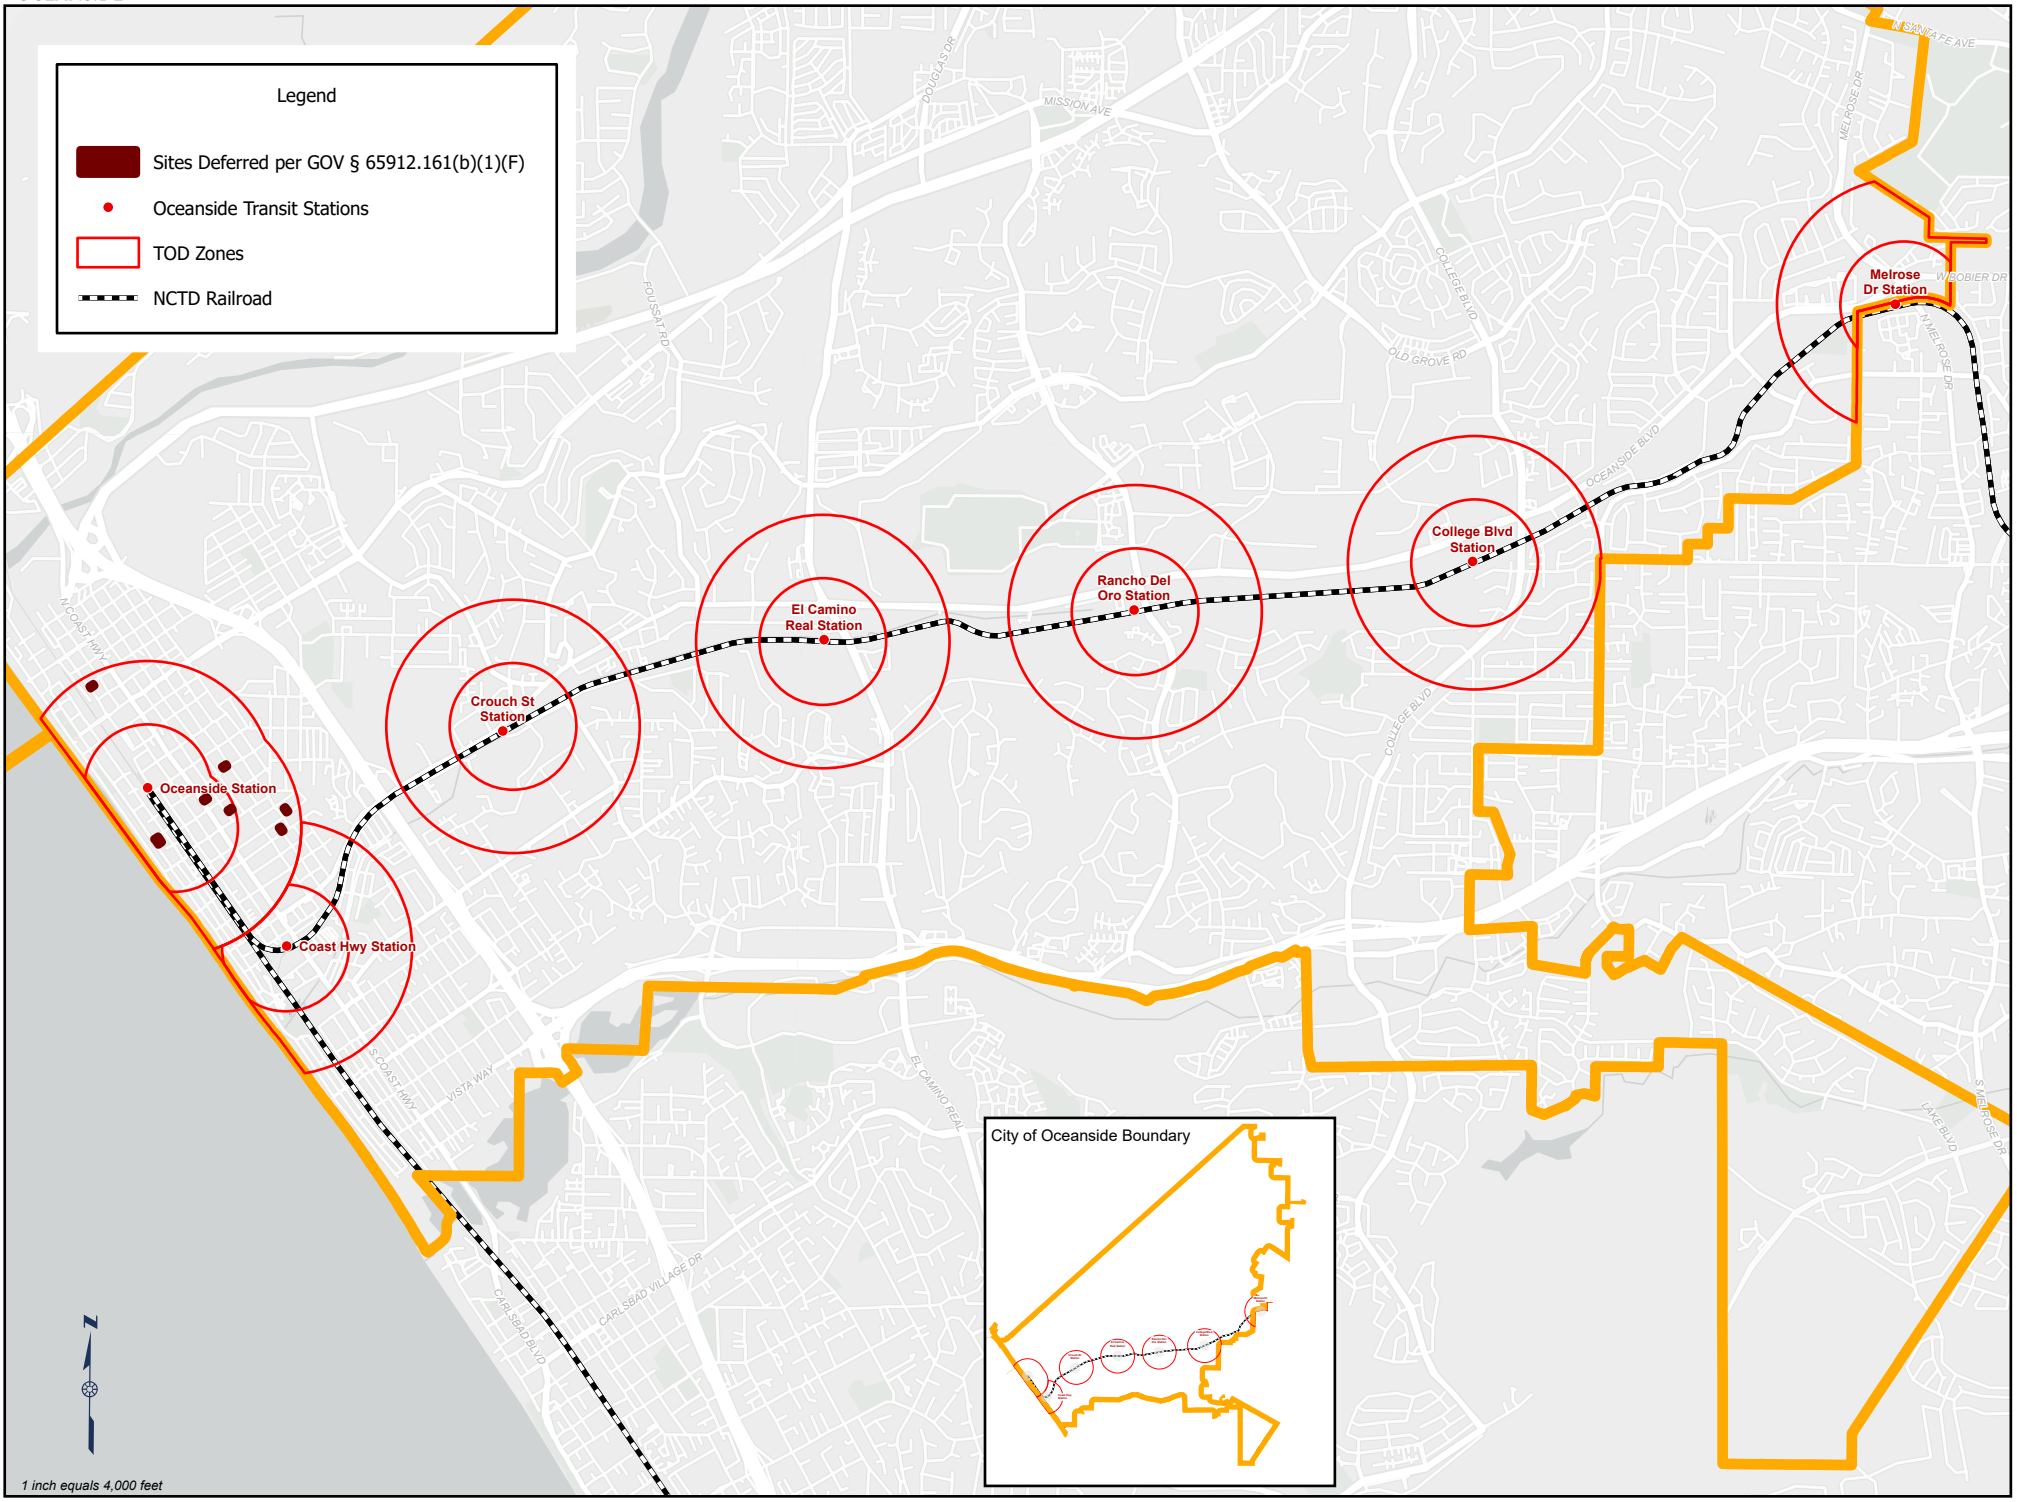 Legend
Sites Deferred per GOV § 65912.161(b)(1)(F)
Oceanside Transit Stations
TOD Zones
NCTD Railroad
N SANTA FE AVE
DOUGLAS DR
MISSION AVE
MELROSE DR
FOUSSAT RD
COLLEGE BLVD
W BOBIER DR
Melrose
Dr Station
N MELROSE DR
OLD GROVE RD
OCEANSIDE BLVD
College Blvd
Station
Rancho Del
Oro Station
El Camino
Real Station
N COAST HWY
Crouch St
Station
COLLEGE BLVD
Oceanside Station
Coast Hwy Station
S COAST HWY
VISTA WAY
EL CAMINO REAL
S MELROSE DR
LAKE BLVD
City of Oceanside Boundary
CARLSBAD VILLAGE DR
CARLSBAD BLVD
N
1 inch equals 4,000 feet